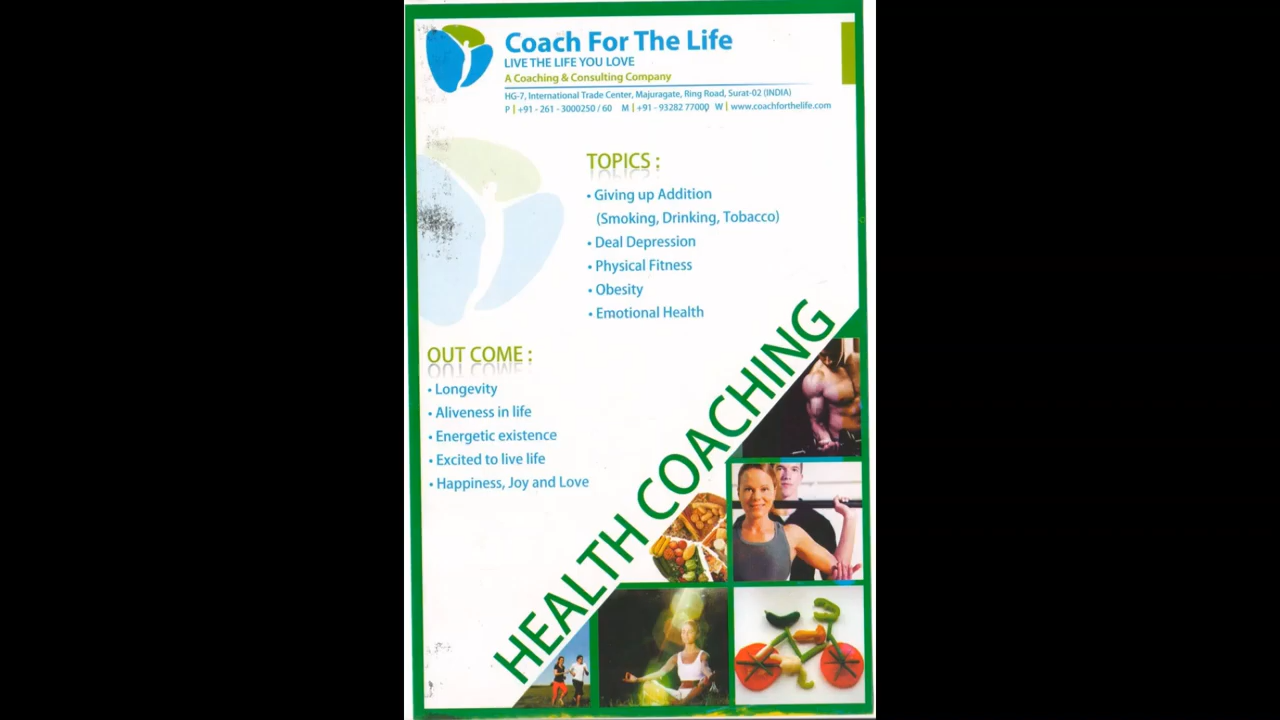 Coach For The Life
LIVE THE LIFE YOU LOVE
A Coaching & Consulting Company
HG-7, International Trade Center, Majuragate, Ring Road, Surat-02 (INDIA)
P | +91 - 261 - 3000250 / 60 M | +91 - 93282 77000 W | www.coachforthelife.com
TOPICS :
• Giving up Addition
(Smoking, Drinking, Tobacco)
• Deal Depression
• Physical Fitness
• Obesity
• Emotional Health
OUT COME :
• Longevity
• Aliveness in life
• Energetic existence
• Excited to live life
• Happiness, Joy and Love
HEALTH COACHING